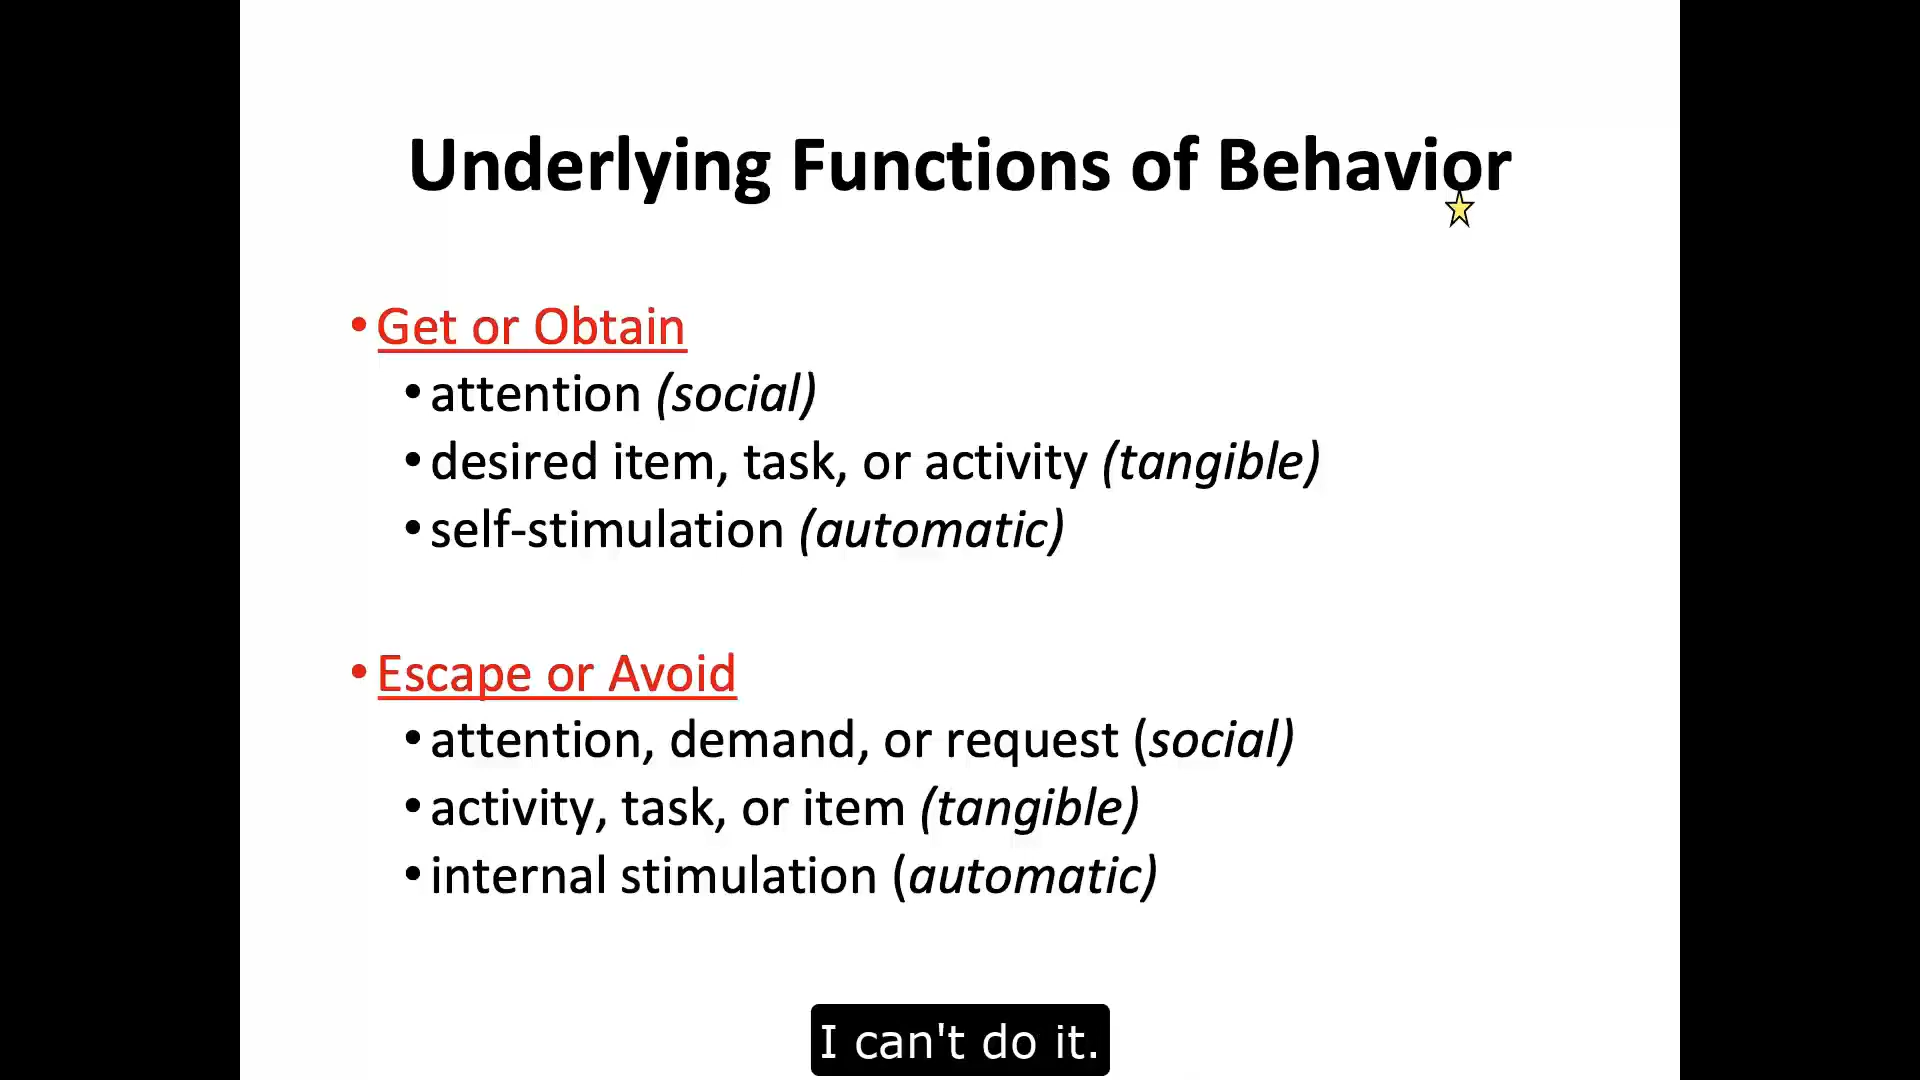 Underlying Functions of Behavior
• Get or Obtain
• attention (social)
• desired item, task, or activity (tangible)
• self-stimulation (automatic)
• Escape or Avoid
• attention, demand, or request (social)
• activity, task, or item (tangible)
• internal stimulation (automatic)
I can't do it.